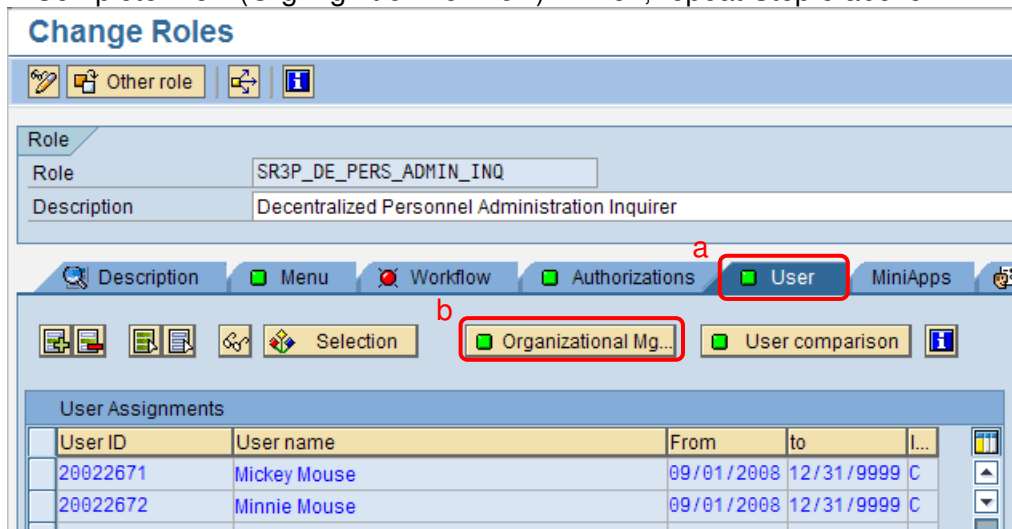 Change Roles
Other role
Role
Role SR3P_DE_PERS_ADMIN_INQ
Description Decentralized Personnel Administration Inquirer
a
Description Menu Workflow Authorizations User MiniApps
b
Selection Organizational Mg... User comparison
User Assignments
User ID User name From to I...
20022671 Mickey Mouse 09/01/2008 12/31/9999 C
20022672 Minnie Mouse 09/01/2008 12/31/9999 C